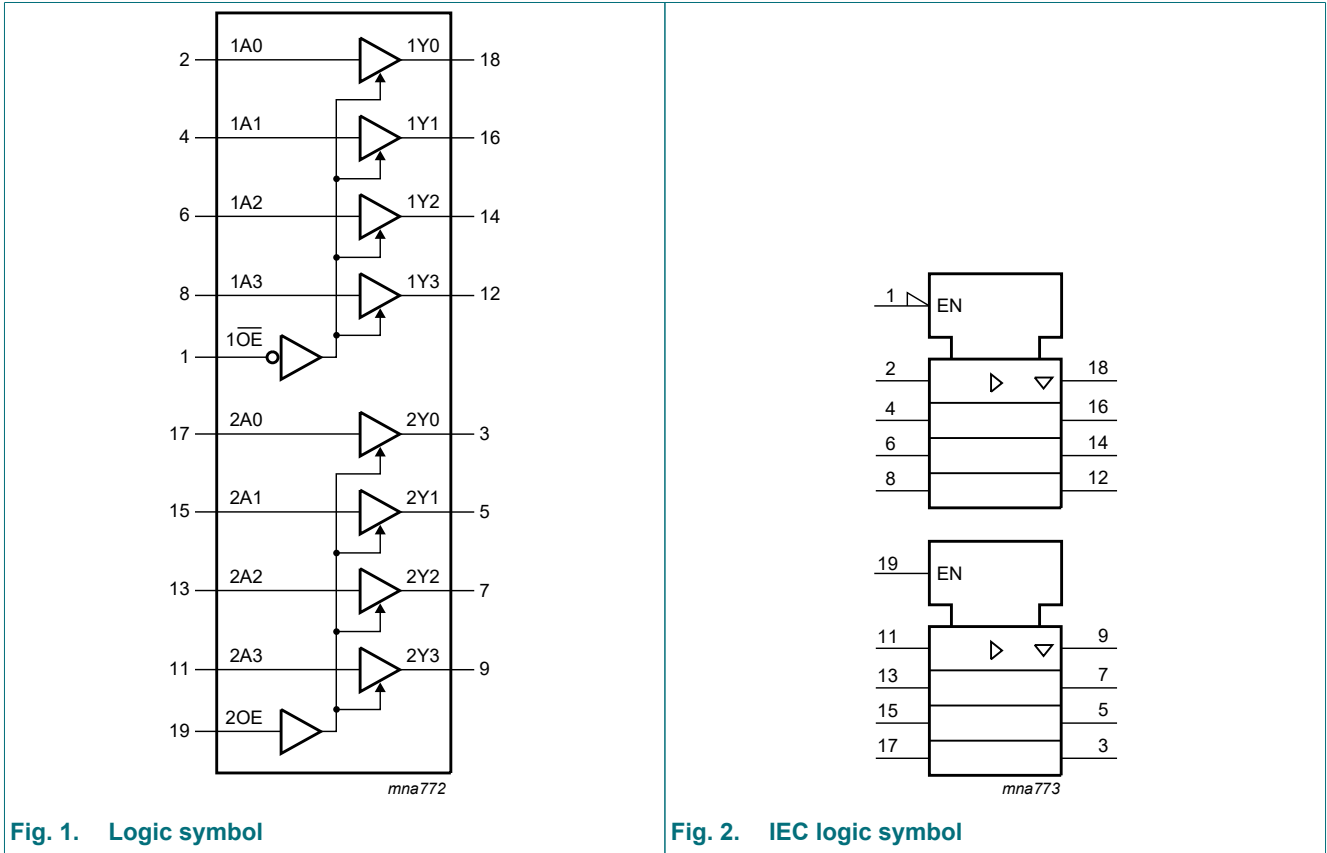 2 1A0 1Y0 18
4 1A1 1Y1 16
6 1A2 1Y2 14
8 1A3 1Y3 12
1 1O̅E̅
17 2A0 2Y0 3
15 2A1 2Y1 5
13 2A2 2Y2 7
11 2A3 2Y3 9
19 2OE
mna772
Fig. 1. Logic symbol
1 EN
2 18
4 16
6 14
8 12
19 EN
11 9
13 7
15 5
17 3
mna773
Fig. 2. IEC logic symbol